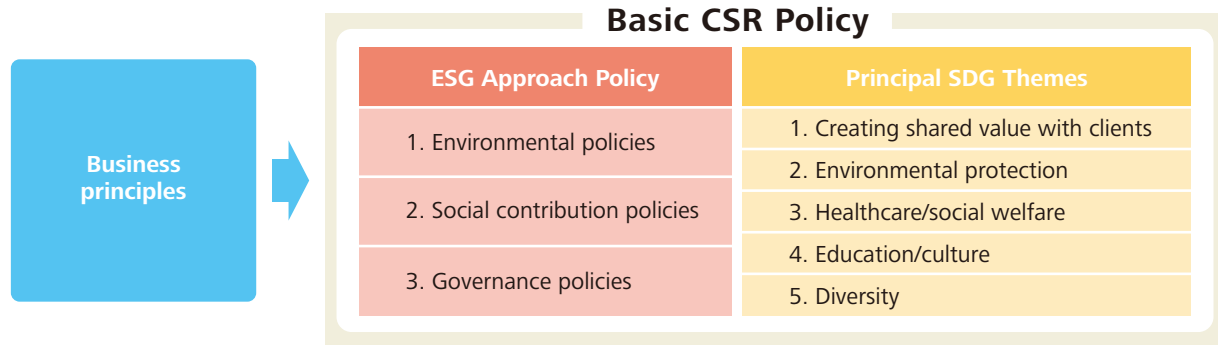 Basic CSR Policy
Business
principles
ESG Approach Policy
1. Environmental policies
2. Social contribution policies
3. Governance policies
Principal SDG Themes
1. Creating shared value with clients
2. Environmental protection
3. Healthcare/social welfare
4. Education/culture
5. Diversity